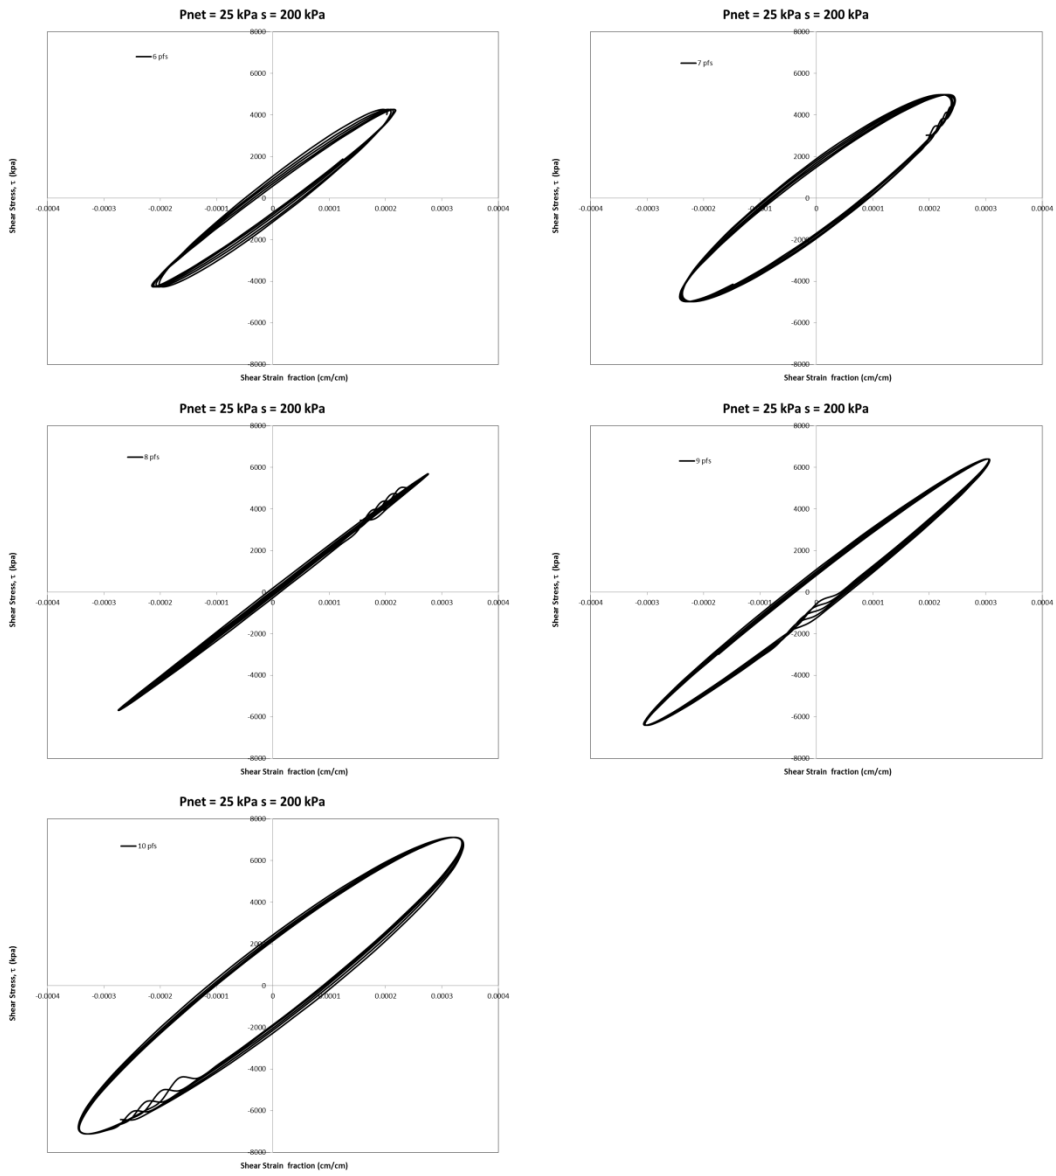 Pnet = 25 kPa s = 200 kPa
8000
6 pfs
6000
4000
2000
0
-0.0004 -0.0003 -0.0002 -0.0001 0 0.0001 0.0002 0.0003 0.0004
-2000
-4000
-6000
-8000
Shear Stress, τ (kpa)
Shear Strain fraction (cm/cm)
Pnet = 25 kPa s = 200 kPa
8000
7 pfs
6000
4000
2000
0
-0.0004 -0.0003 -0.0002 -0.0001 0 0.0001 0.0002 0.0003 0.0004
-2000
-4000
-6000
-8000
Shear Stress, τ (kpa)
Shear Strain fraction (cm/cm)
Pnet = 25 kPa s = 200 kPa
8000
8 pfs
6000
4000
2000
0
-0.0004 -0.0003 -0.0002 -0.0001 0 0.0001 0.0002 0.0003 0.0004
-2000
-4000
-6000
-8000
Shear Stress, τ (kpa)
Shear Strain fraction (cm/cm)
Pnet = 25 kPa s = 200 kPa
8000
9 pfs
6000
4000
2000
0
-0.0004 -0.0003 -0.0002 -0.0001 0 0.0001 0.0002 0.0003 0.0004
-2000
-4000
-6000
-8000
Shear Stress, τ (kpa)
Shear Strain fraction (cm/cm)
Pnet = 25 kPa s = 200 kPa
8000
10 pfs
6000
4000
2000
0
-0.0004 -0.0003 -0.0002 -0.0001 0 0.0001 0.0002 0.0003 0.0004
-2000
-4000
-6000
-8000
Shear Stress, τ (kpa)
Shear Strain fraction (cm/cm)